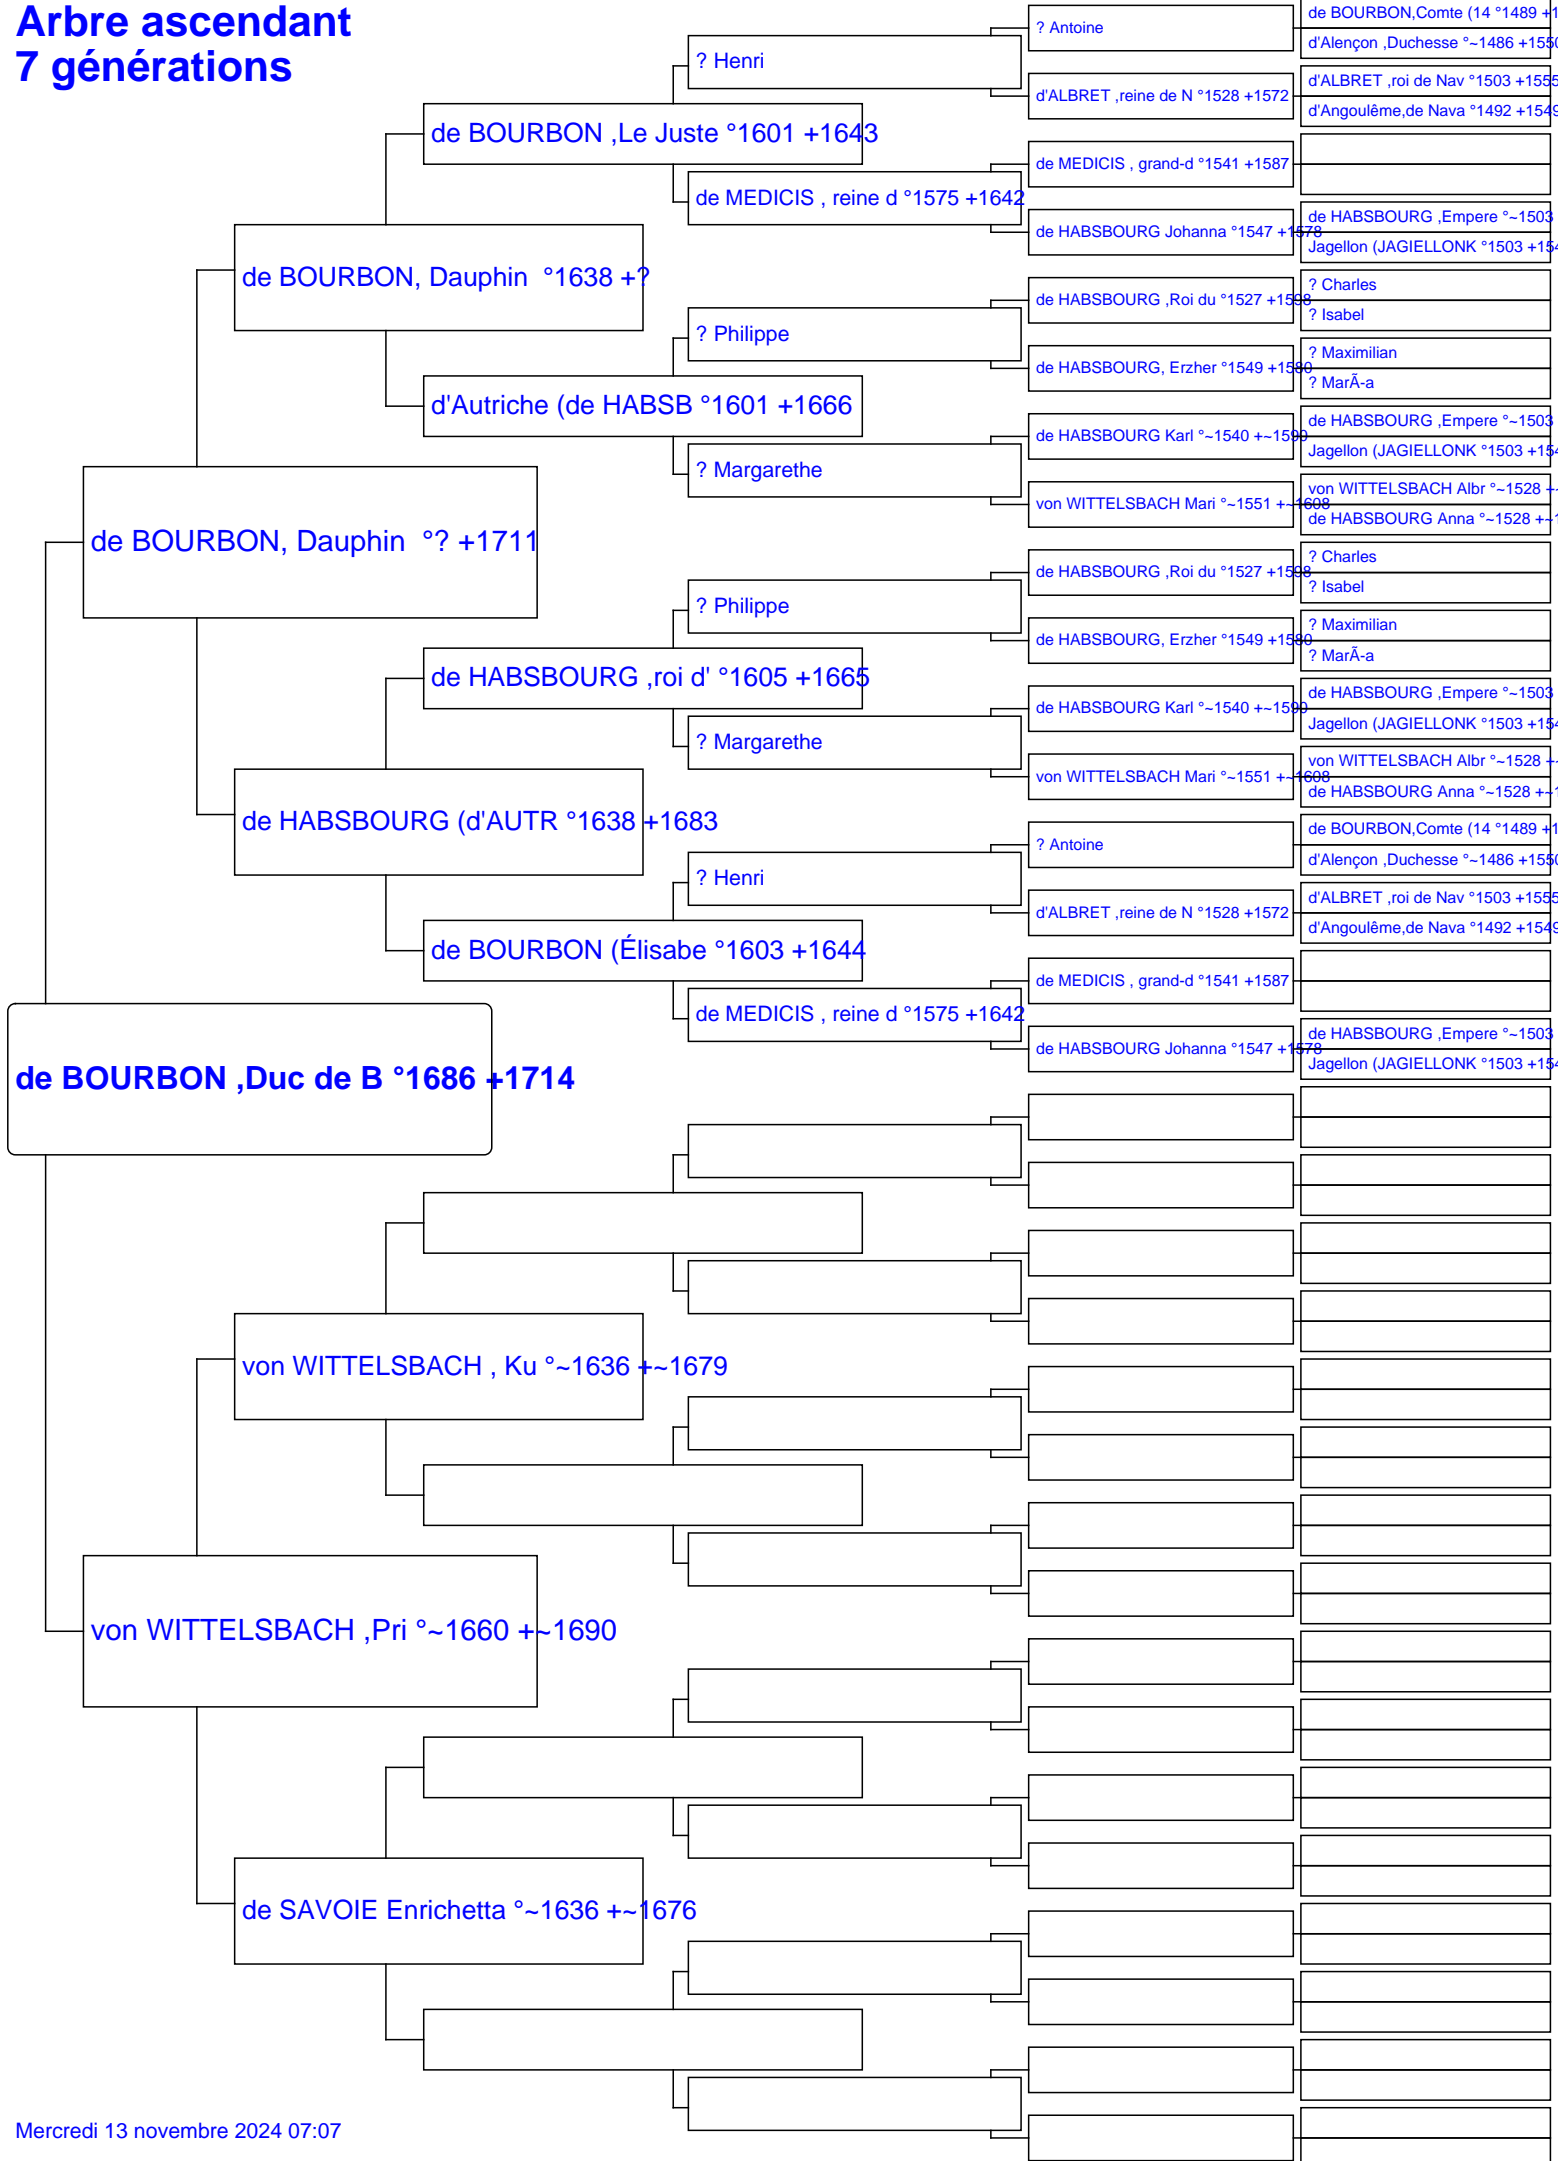 Arbre ascendant
7 générations
de BOURBON ,Duc de B °1686 +1714
de BOURBON, Dauphin  °? +1711
von WITTELSBACH ,Pri °~1660 +~1690
de BOURBON, Dauphin  °1638 +?
de HABSBOURG (d'AUTR °1638 +1683
von WITTELSBACH , Ku °~1636 +~1679
de SAVOIE Enrichetta °~1636 +~1676
de BOURBON ,Le Juste °1601 +1643
d'Autriche (de HABSB °1601 +1666
de HABSBOURG ,roi d' °1605 +1665
de BOURBON (Élisabe °1603 +1644
? Henri
de MEDICIS , reine d °1575 +1642
? Philippe
? Margarethe
? Philippe
? Margarethe
? Henri
de MEDICIS , reine d °1575 +1642
? Antoine
d'ALBRET ,reine de N °1528 +1572
de MEDICIS , grand-d °1541 +1587
de HABSBOURG Johanna °1547 +1578
de HABSBOURG ,Roi du °1527 +1598
de HABSBOURG, Erzher °1549 +1580
de HABSBOURG Karl °~1540 +~1590
von WITTELSBACH Mari °~1551 +~1608
de HABSBOURG ,Roi du °1527 +1598
de HABSBOURG, Erzher °1549 +1580
de HABSBOURG Karl °~1540 +~1590
von WITTELSBACH Mari °~1551 +~1608
? Antoine
d'ALBRET ,reine de N °1528 +1572
de MEDICIS , grand-d °1541 +1587
de HABSBOURG Johanna °1547 +1578
de BOURBON,Comte (14 °1489 +1
d'Alençon ,Duchesse °~1486 +1550
d'ALBRET ,roi de Nav °1503 +1555
d'Angoulême,de Nava °1492 +1549
de HABSBOURG ,Empere °~1503
Jagellon (JAGIELLONK °1503 +154
? Charles
? Isabel
? Maximilian
? MarÃ-a
de HABSBOURG ,Empere °~1503
Jagellon (JAGIELLONK °1503 +154
von WITTELSBACH Albr °~1528 +~
de HABSBOURG Anna °~1528 +~1
? Charles
? Isabel
? Maximilian
? MarÃ-a
de HABSBOURG ,Empere °~1503
Jagellon (JAGIELLONK °1503 +154
von WITTELSBACH Albr °~1528 +~
de HABSBOURG Anna °~1528 +~1
de BOURBON,Comte (14 °1489 +1
d'Alençon ,Duchesse °~1486 +1550
d'ALBRET ,roi de Nav °1503 +1555
d'Angoulême,de Nava °1492 +1549
de HABSBOURG ,Empere °~1503
Jagellon (JAGIELLONK °1503 +154
Mercredi 13 novembre 2024 07:07